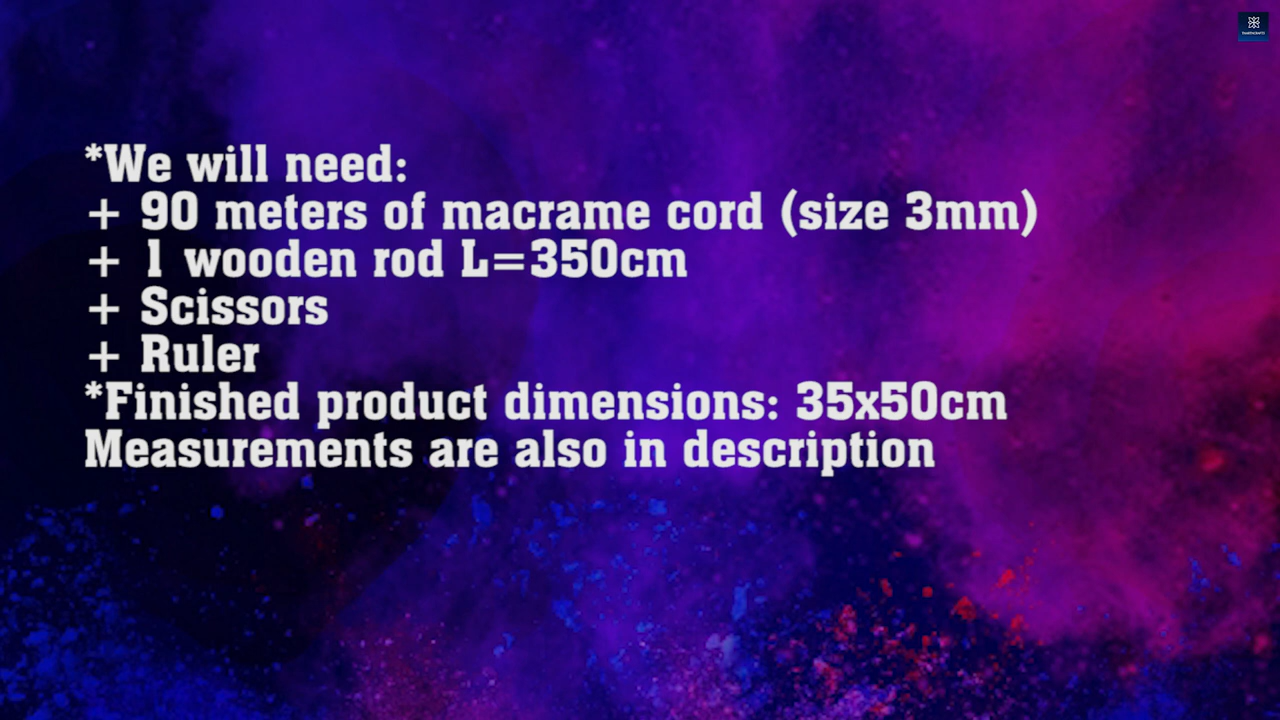 *We will need:
+ 90 meters of macrame cord (size 3mm)
+ 1 wooden rod L=350cm
+ Scissors
+ Ruler
*Finished product dimensions: 35x50cm
Measurements are also in description